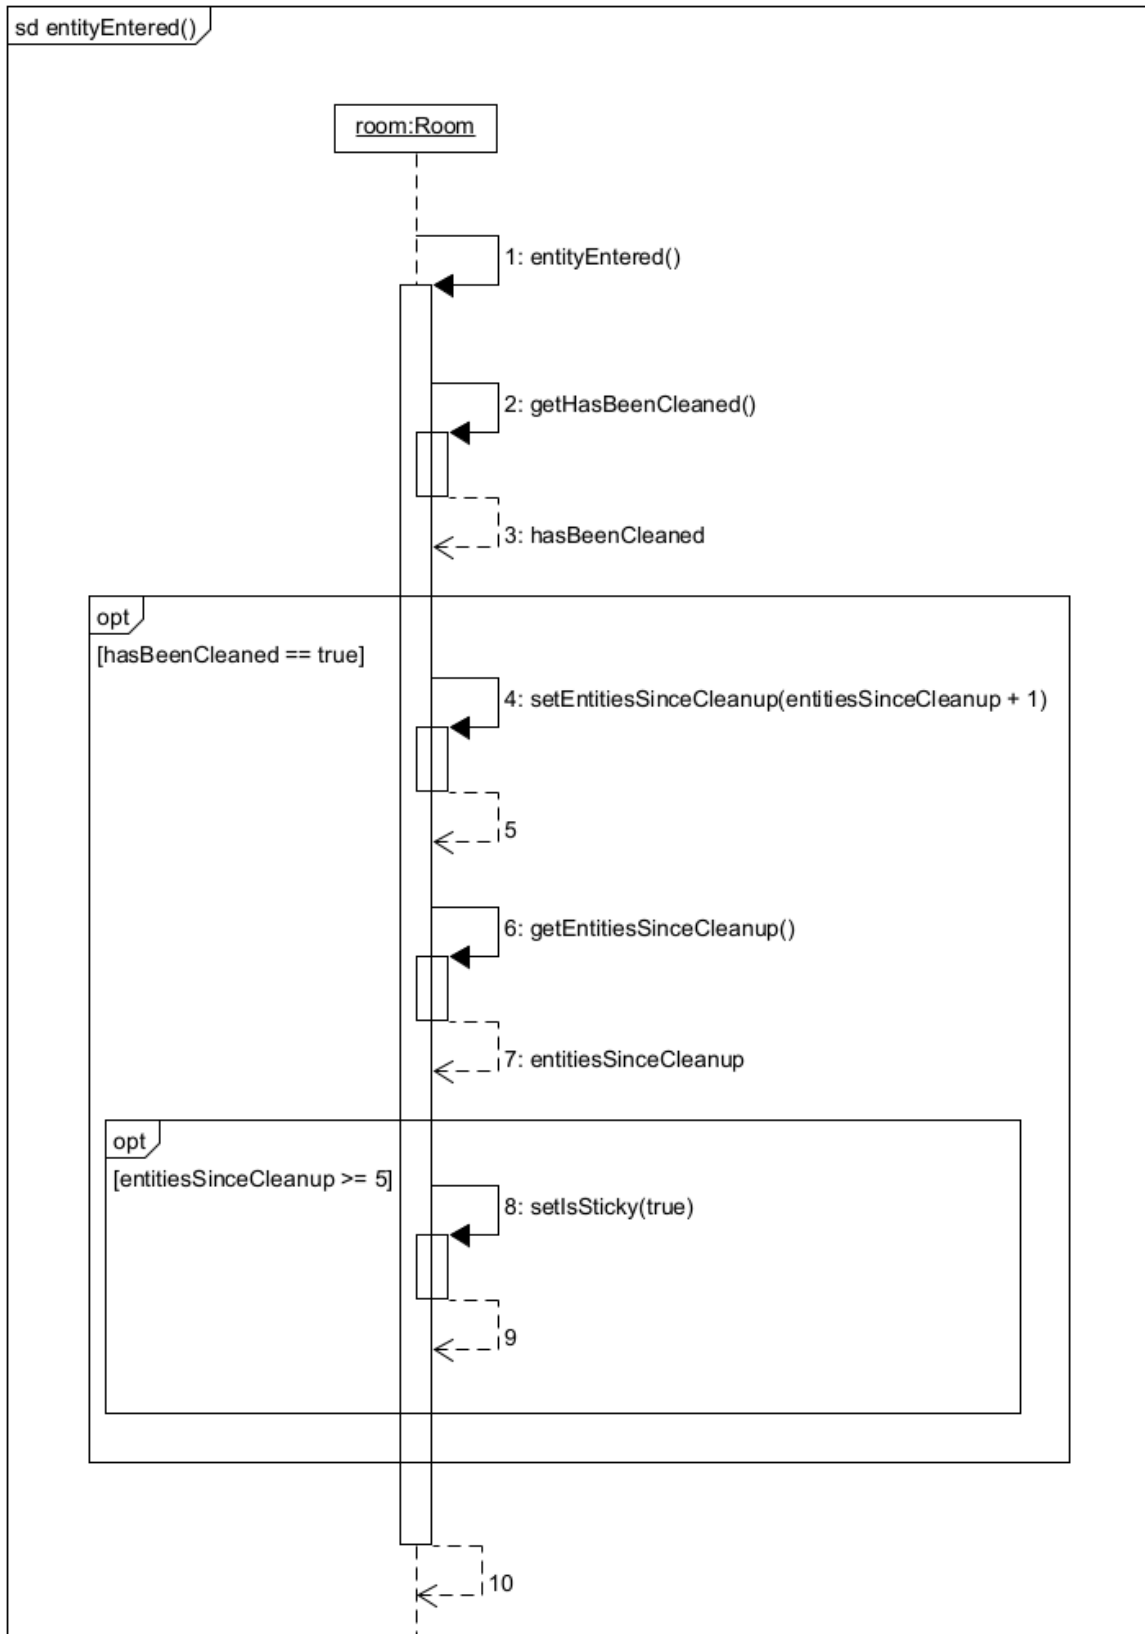 sd entityEntered()
room:Room
1: entityEntered()
2: getHasBeenCleaned()
3: hasBeenCleaned
opt
[hasBeenCleaned == true]
4: setEntitiesSinceCleanup(entitiesSinceCleanup + 1)
5
6: getEntitiesSinceCleanup()
7: entitiesSinceCleanup
opt
[entitiesSinceCleanup >= 5]
8: setIsSticky(true)
9
10